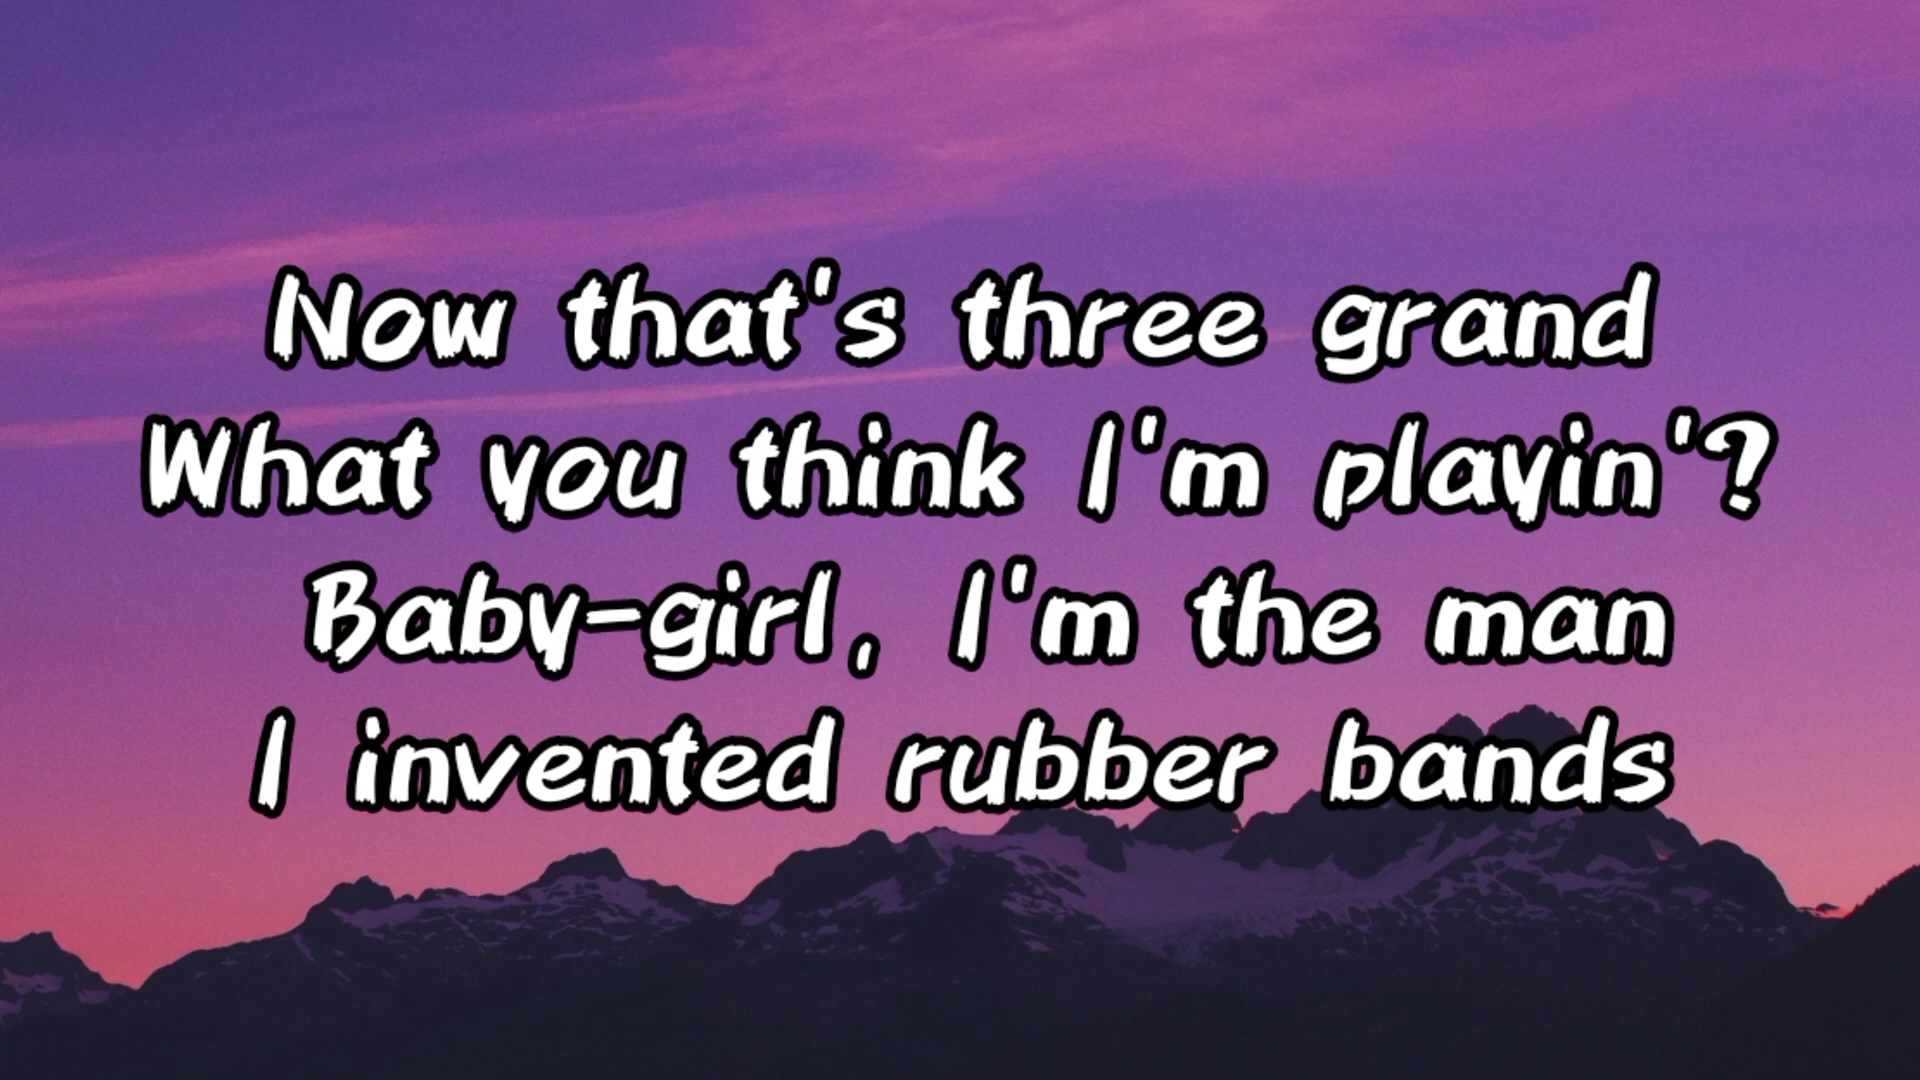 Now that's three grand
What you think I'm playin'?
Baby-girl, I'm the man
I invented rubber bands